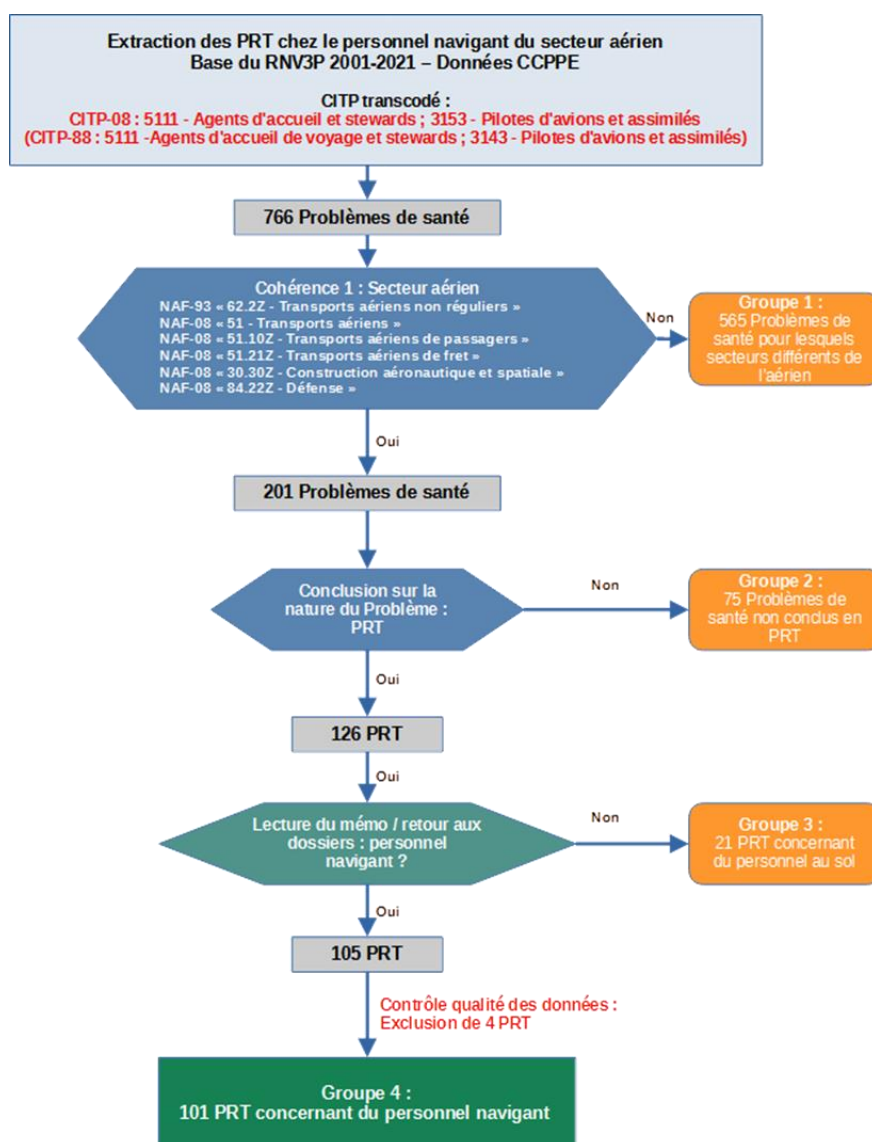 Extraction des PRT chez le personnel navigant du secteur aérien
Base du RNV3P 2001-2021 – Données CCPPE
CITP transcodé :
CITP-08 : 5111 - Agents d'accueil et stewards ; 3153 - Pilotes d'avions et assimilés
(CITP-88 : 5111 -Agents d'accueil de voyage et stewards ; 3143 - Pilotes d'avions et assimilés)
766 Problèmes de santé
Cohérence 1 : Secteur aérien
NAF-93 « 62.2Z - Transports aériens non réguliers »
NAF-08 « 51 - Transports aériens »
NAF-08 « 51.10Z - Transports aériens de passagers »
NAF-08 « 51.21Z - Transports aériens de fret »
NAF-08 « 30.30Z - Construction aéronautique et spatiale »
NAF-08 « 84.22Z - Défense »
Non
Groupe 1 :
565 Problèmes de
santé pour lesquels
secteurs différents de
l'aérien
Oui
201 Problèmes de santé
Conclusion sur la
nature du Problème :
PRT
Non
Groupe 2 :
75 Problèmes de
santé non conclus en
PRT
Oui
126 PRT
Oui
Lecture du mémo / retour aux
dossiers : personnel
navigant ?
Non
Groupe 3 :
21 PRT concernant
du personnel au sol
Oui
105 PRT
Contrôle qualité des données :
Exclusion de 4 PRT
Groupe 4 :
101 PRT concernant du personnel navigant